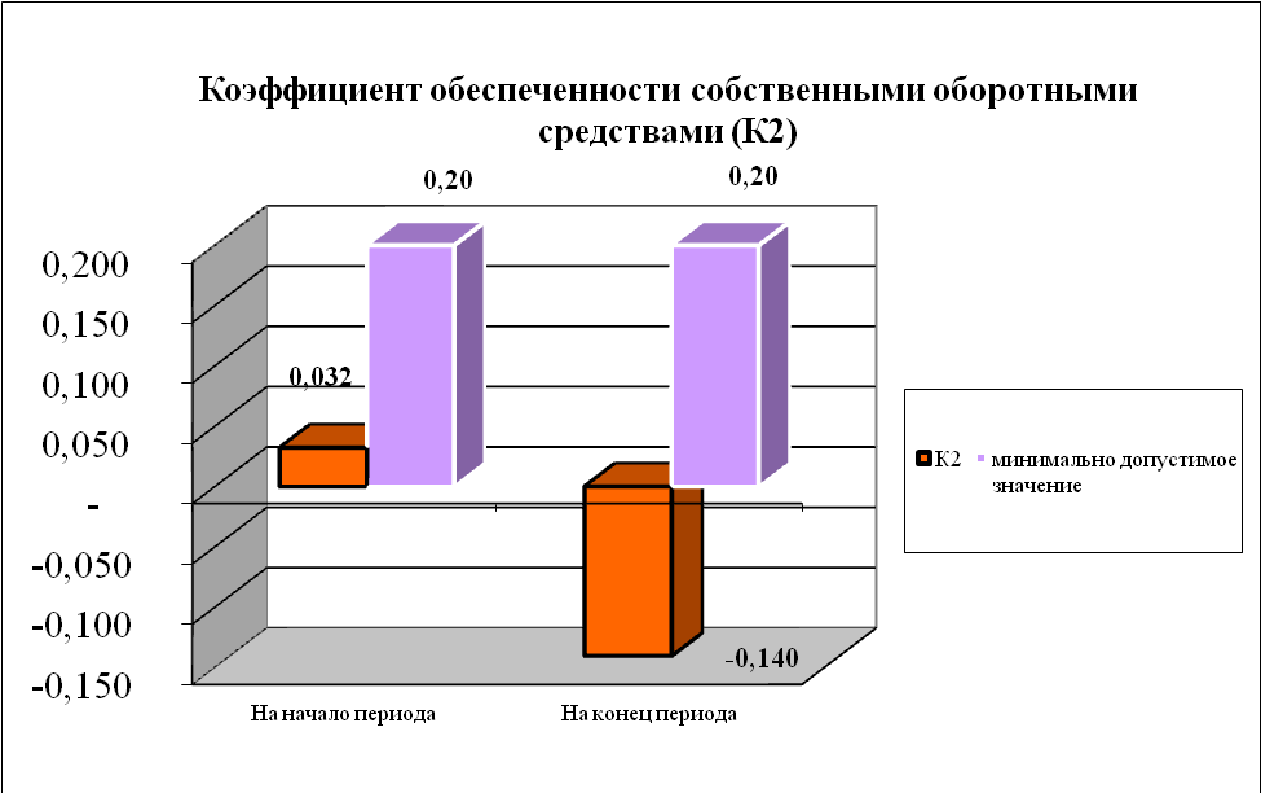 Коэффициент обеспеченности собственными оборотными
средствами (К2)
0,20
0,20
0,200
0,150
0,100
0,032
0,050
-
-0,050
-0,100
-0,150
-0,140
На начало периода
На конец периода
К2
минимально допустимое
значение